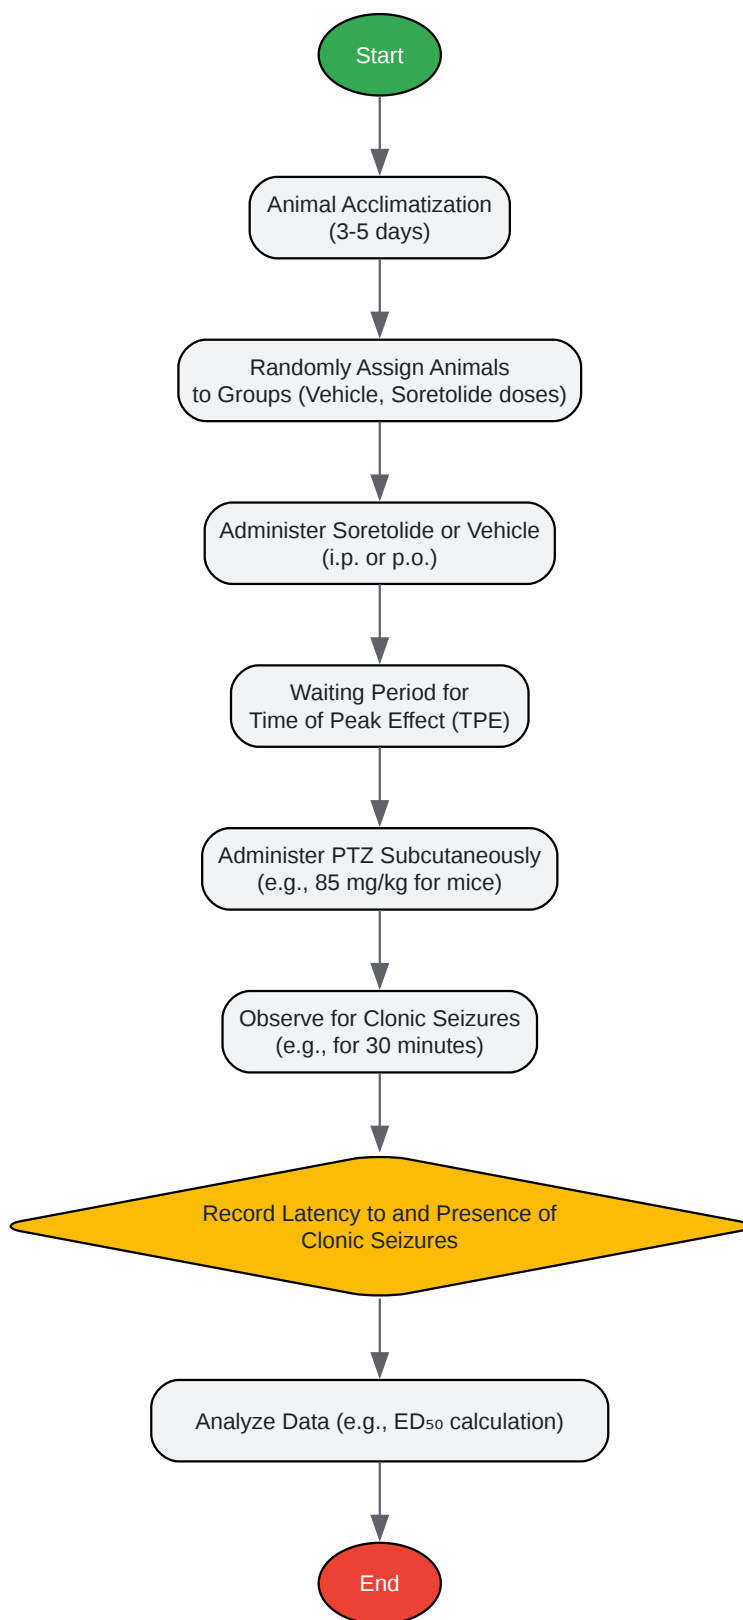 Start
Animal Acclimatization
(3-5 days)
Randomly Assign Animals
to Groups (Vehicle, Soretolide doses)
Administer Soretolide or Vehicle
(i.p. or p.o.)
Waiting Period for
Time of Peak Effect (TPE)
Administer PTZ Subcutaneously
(e.g., 85 mg/kg for mice)
Observe for Clonic Seizures
(e.g., for 30 minutes)
Record Latency to and Presence of
Clonic Seizures
Analyze Data (e.g., ED₅₀ calculation)
End